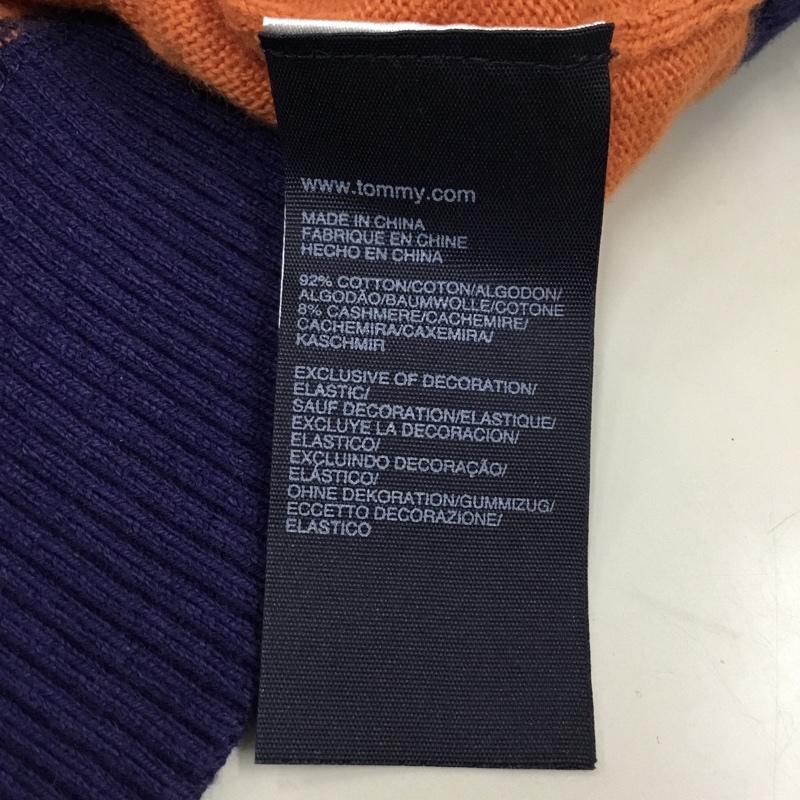 www.tommy.com
MADE IN CHINA
FABRIQUE EN CHINE
HECHO EN CHINA
92% COTTON/COTON/ALGODON/
ALGODÃO/BAUMWOLLE/COTONE
8% CASHMERE/CACHEMIRE/
CACHEMIRA/CAXEMIRA/
KASCHMIR
EXCLUSIVE OF DECORATION/
ELASTIC/
SAUF DECORATION/ELASTIQUE/
EXCLUYE LA DECORACION/
ELASTICO/
EXCLUINDO DECORAÇÃO/
ELÁSTICO/
OHNE DEKORATION/GUMMIZUG/
ECCETTO DECORAZIONE/
ELASTICO